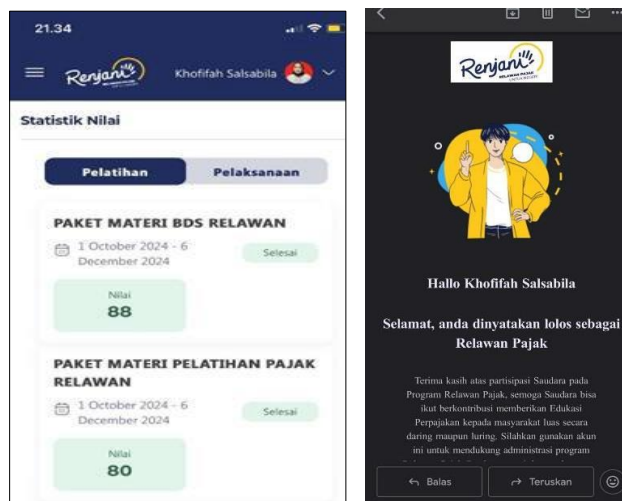 21.34
Renjani
Khofifah Salsabila
Statistik Nilai
Pelatihan
Pelaksanaan
PAKET MATERI BDS RELAWAN
1 October 2024 - 6
December 2024
Selesai
Nilai
88
PAKET MATERI PELATIHAN PAJAK
RELAWAN
1 October 2024 - 6
December 2024
Selesai
Nilai
80
Renjani
Hallo Khofifah Salsabila
Selamat, anda dinyatakan lolos sebagai
Relawan Pajak
Terima kasih atas partisipasi Saudara pada
Program Relawan Pajak, semoga Saudara bisa
ikut berkontribusi memberikan Edukasi
Perpajakan kepada masyarakat luas secara
daring maupun luring. Silahkan gunakan akun
ini untuk mendukung administrasi program
Balas
Teruskan